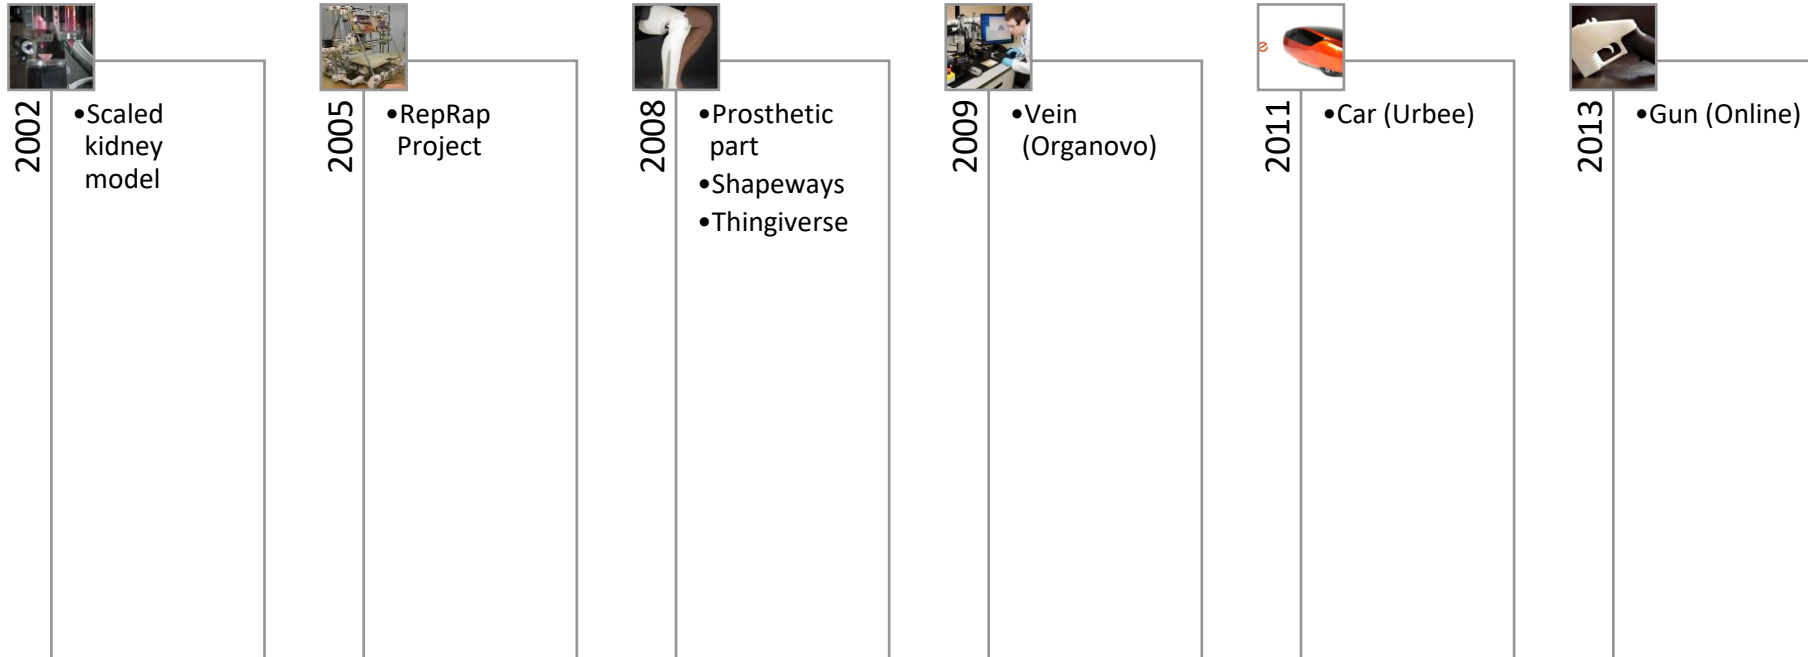 2002
•Scaled
kidney
model
2005
•RepRap
Project
2008
•Prosthetic
part
•Shapeways
•Thingiverse
2009
•Vein
(Organovo)
e
2011
•Car (Urbee)
2013
•Gun (Online)